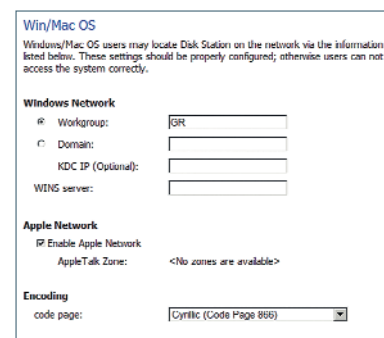 Win/Mac OS
Windows/Mac OS users may locate Disk Station on the network via the information
listed below. These settings should be properly configured; otherwise users can not
access the system correctly.
Windows Network
Workgroup: GR
Domain:
KDC IP (Optional):
WINS server:
Apple Network
Enable Apple Network
AppleTalk Zone: <No zones are available>
Encoding
code page: Cyrillic (Code Page 866)